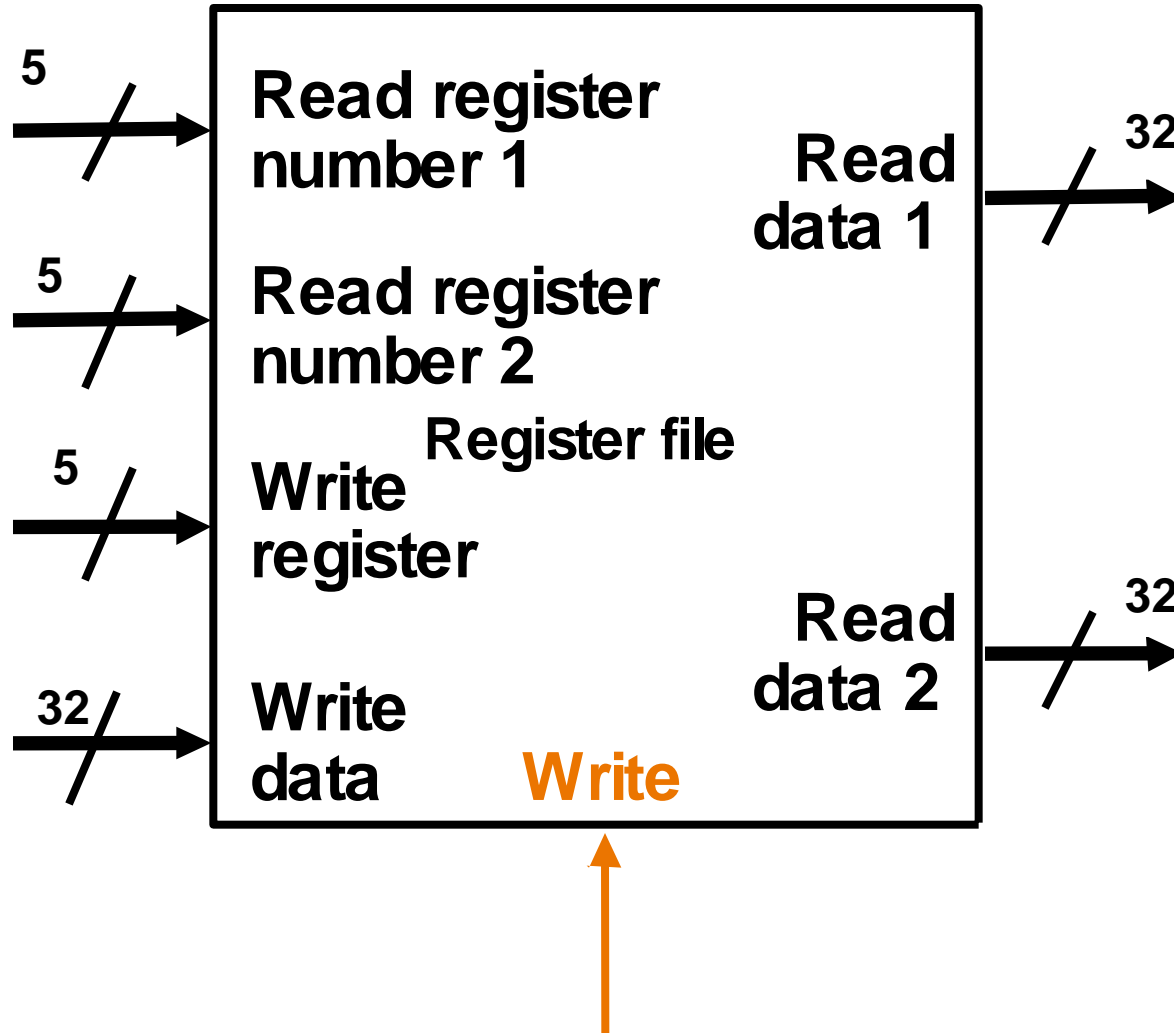 5
Read register
number 1
32
Read
data 1
5
Read register
number 2
Register file
5
Write
register
32
Read
data 2
32
Write
data
Write